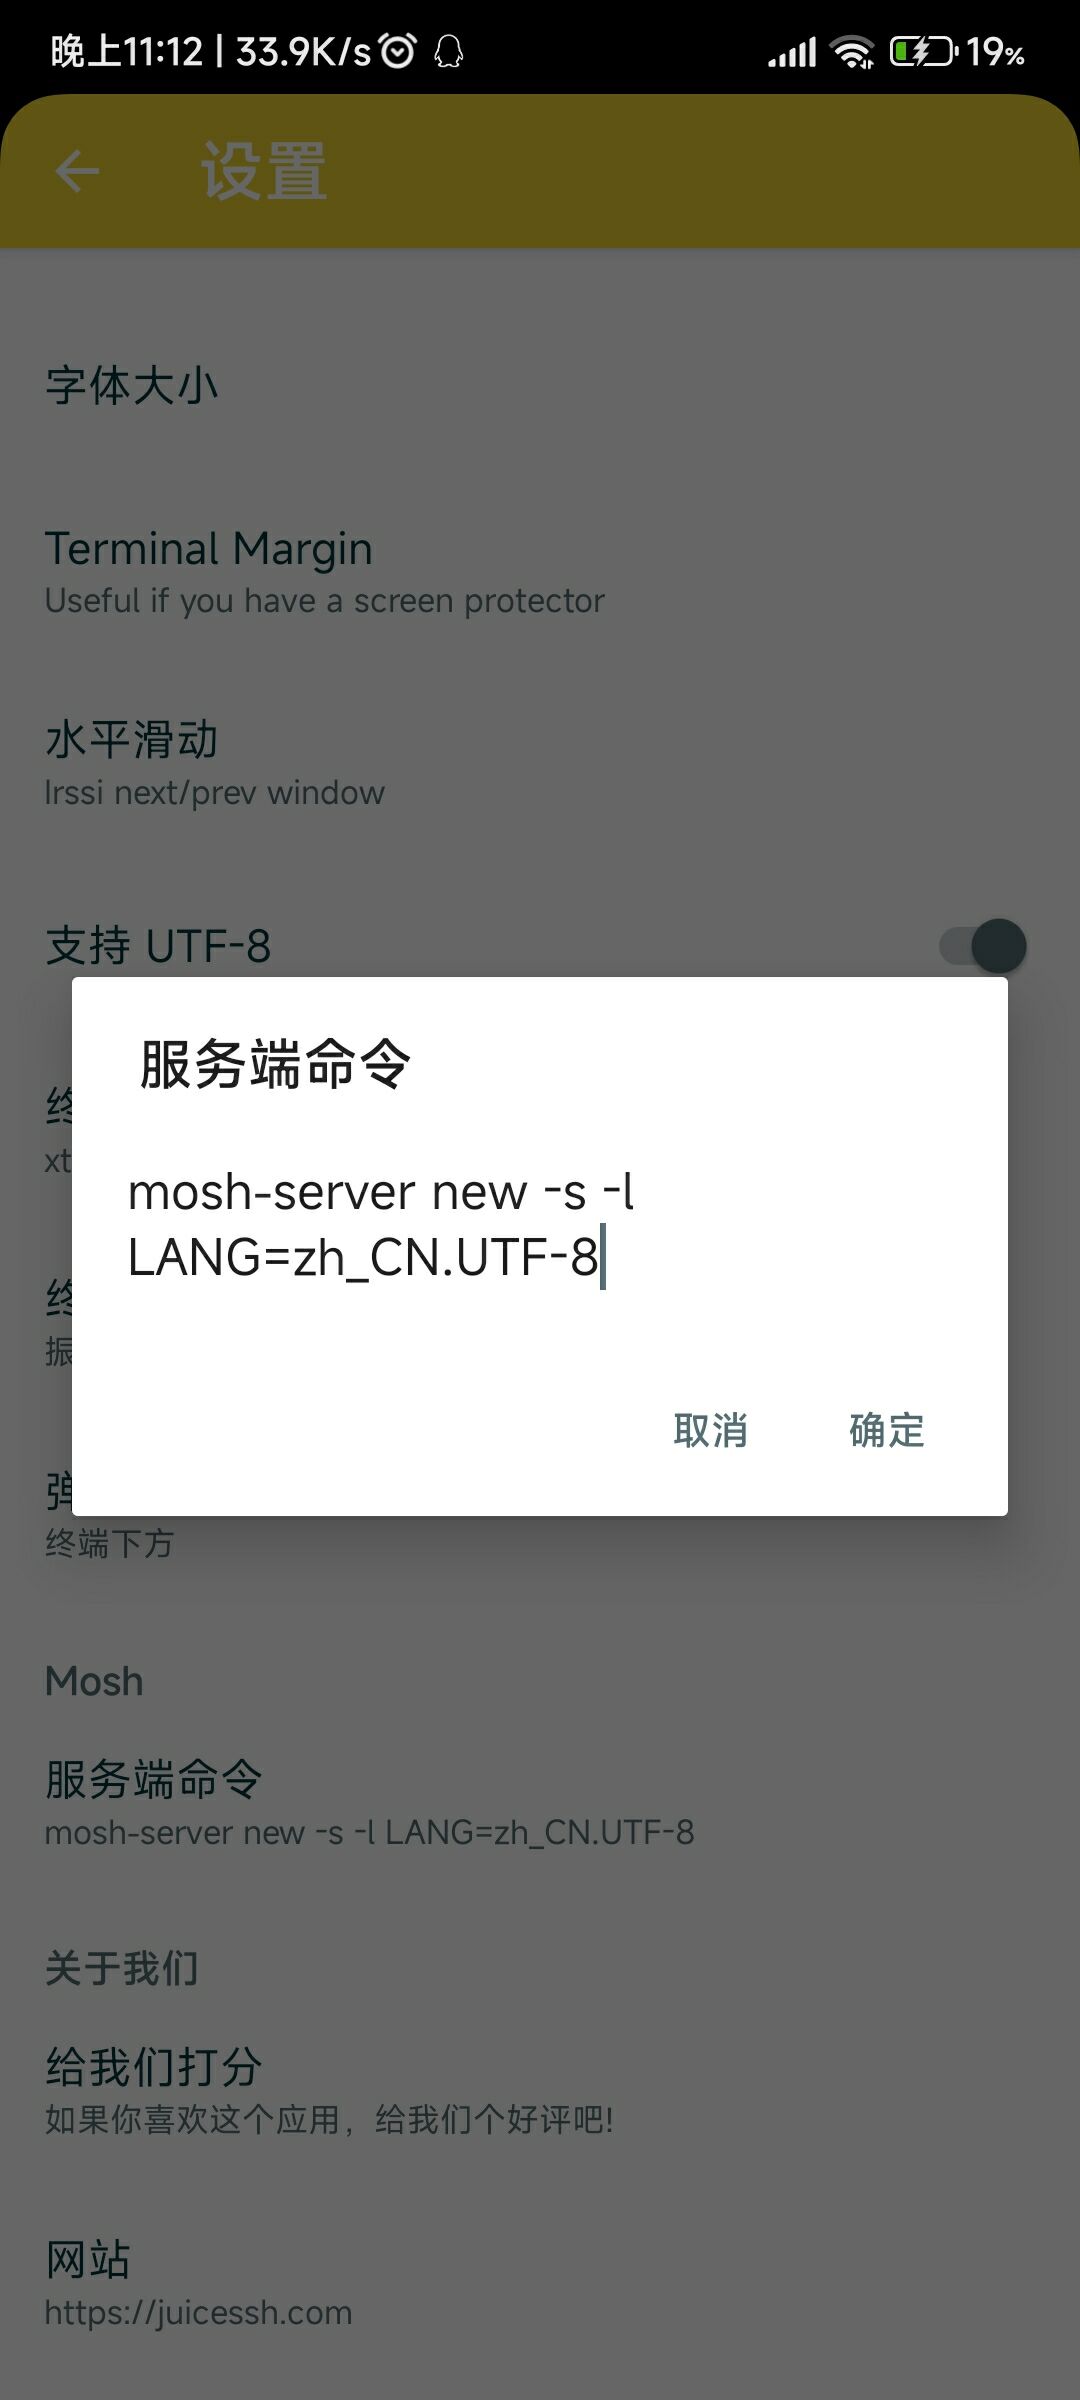 晚上11:12 | 33.9K/s
19%
设置
字体大小
Terminal Margin
Useful if you have a screen protector
水平滑动
Irssi next/prev window
支持 UTF-8
服务端命令
mosh-server new -s -l
LANG=zh_CN.UTF-8
取消 确定
终端下方
Mosh
服务端命令
mosh-server new -s -l LANG=zh_CN.UTF-8
关于我们
给我们打分
如果你喜欢这个应用，给我们个好评吧!
网站
https://juicessh.com